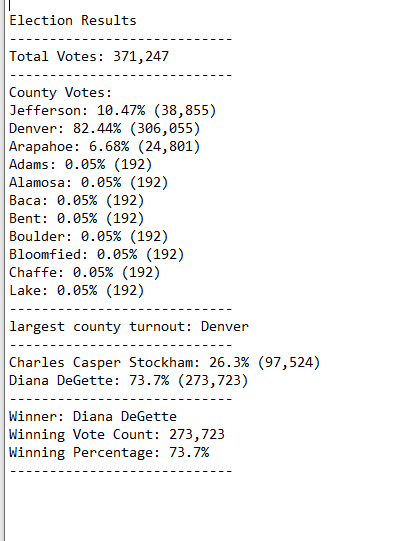 Election Results
----------------------------
Total Votes: 371,247
----------------------------
County Votes:
Jefferson: 10.47% (38,855)
Denver: 82.44% (306,055)
Arapahoe: 6.68% (24,801)
Adams: 0.05% (192)
Alamosa: 0.05% (192)
Baca: 0.05% (192)
Bent: 0.05% (192)
Boulder: 0.05% (192)
Bloomfied: 0.05% (192)
Chaffe: 0.05% (192)
Lake: 0.05% (192)
----------------------------
largest county turnout: Denver
----------------------------
Charles Casper Stockham: 26.3% (97,524)
Diana DeGette: 73.7% (273,723)
----------------------------
Winner: Diana DeGette
Winning Vote Count: 273,723
Winning Percentage: 73.7%
----------------------------